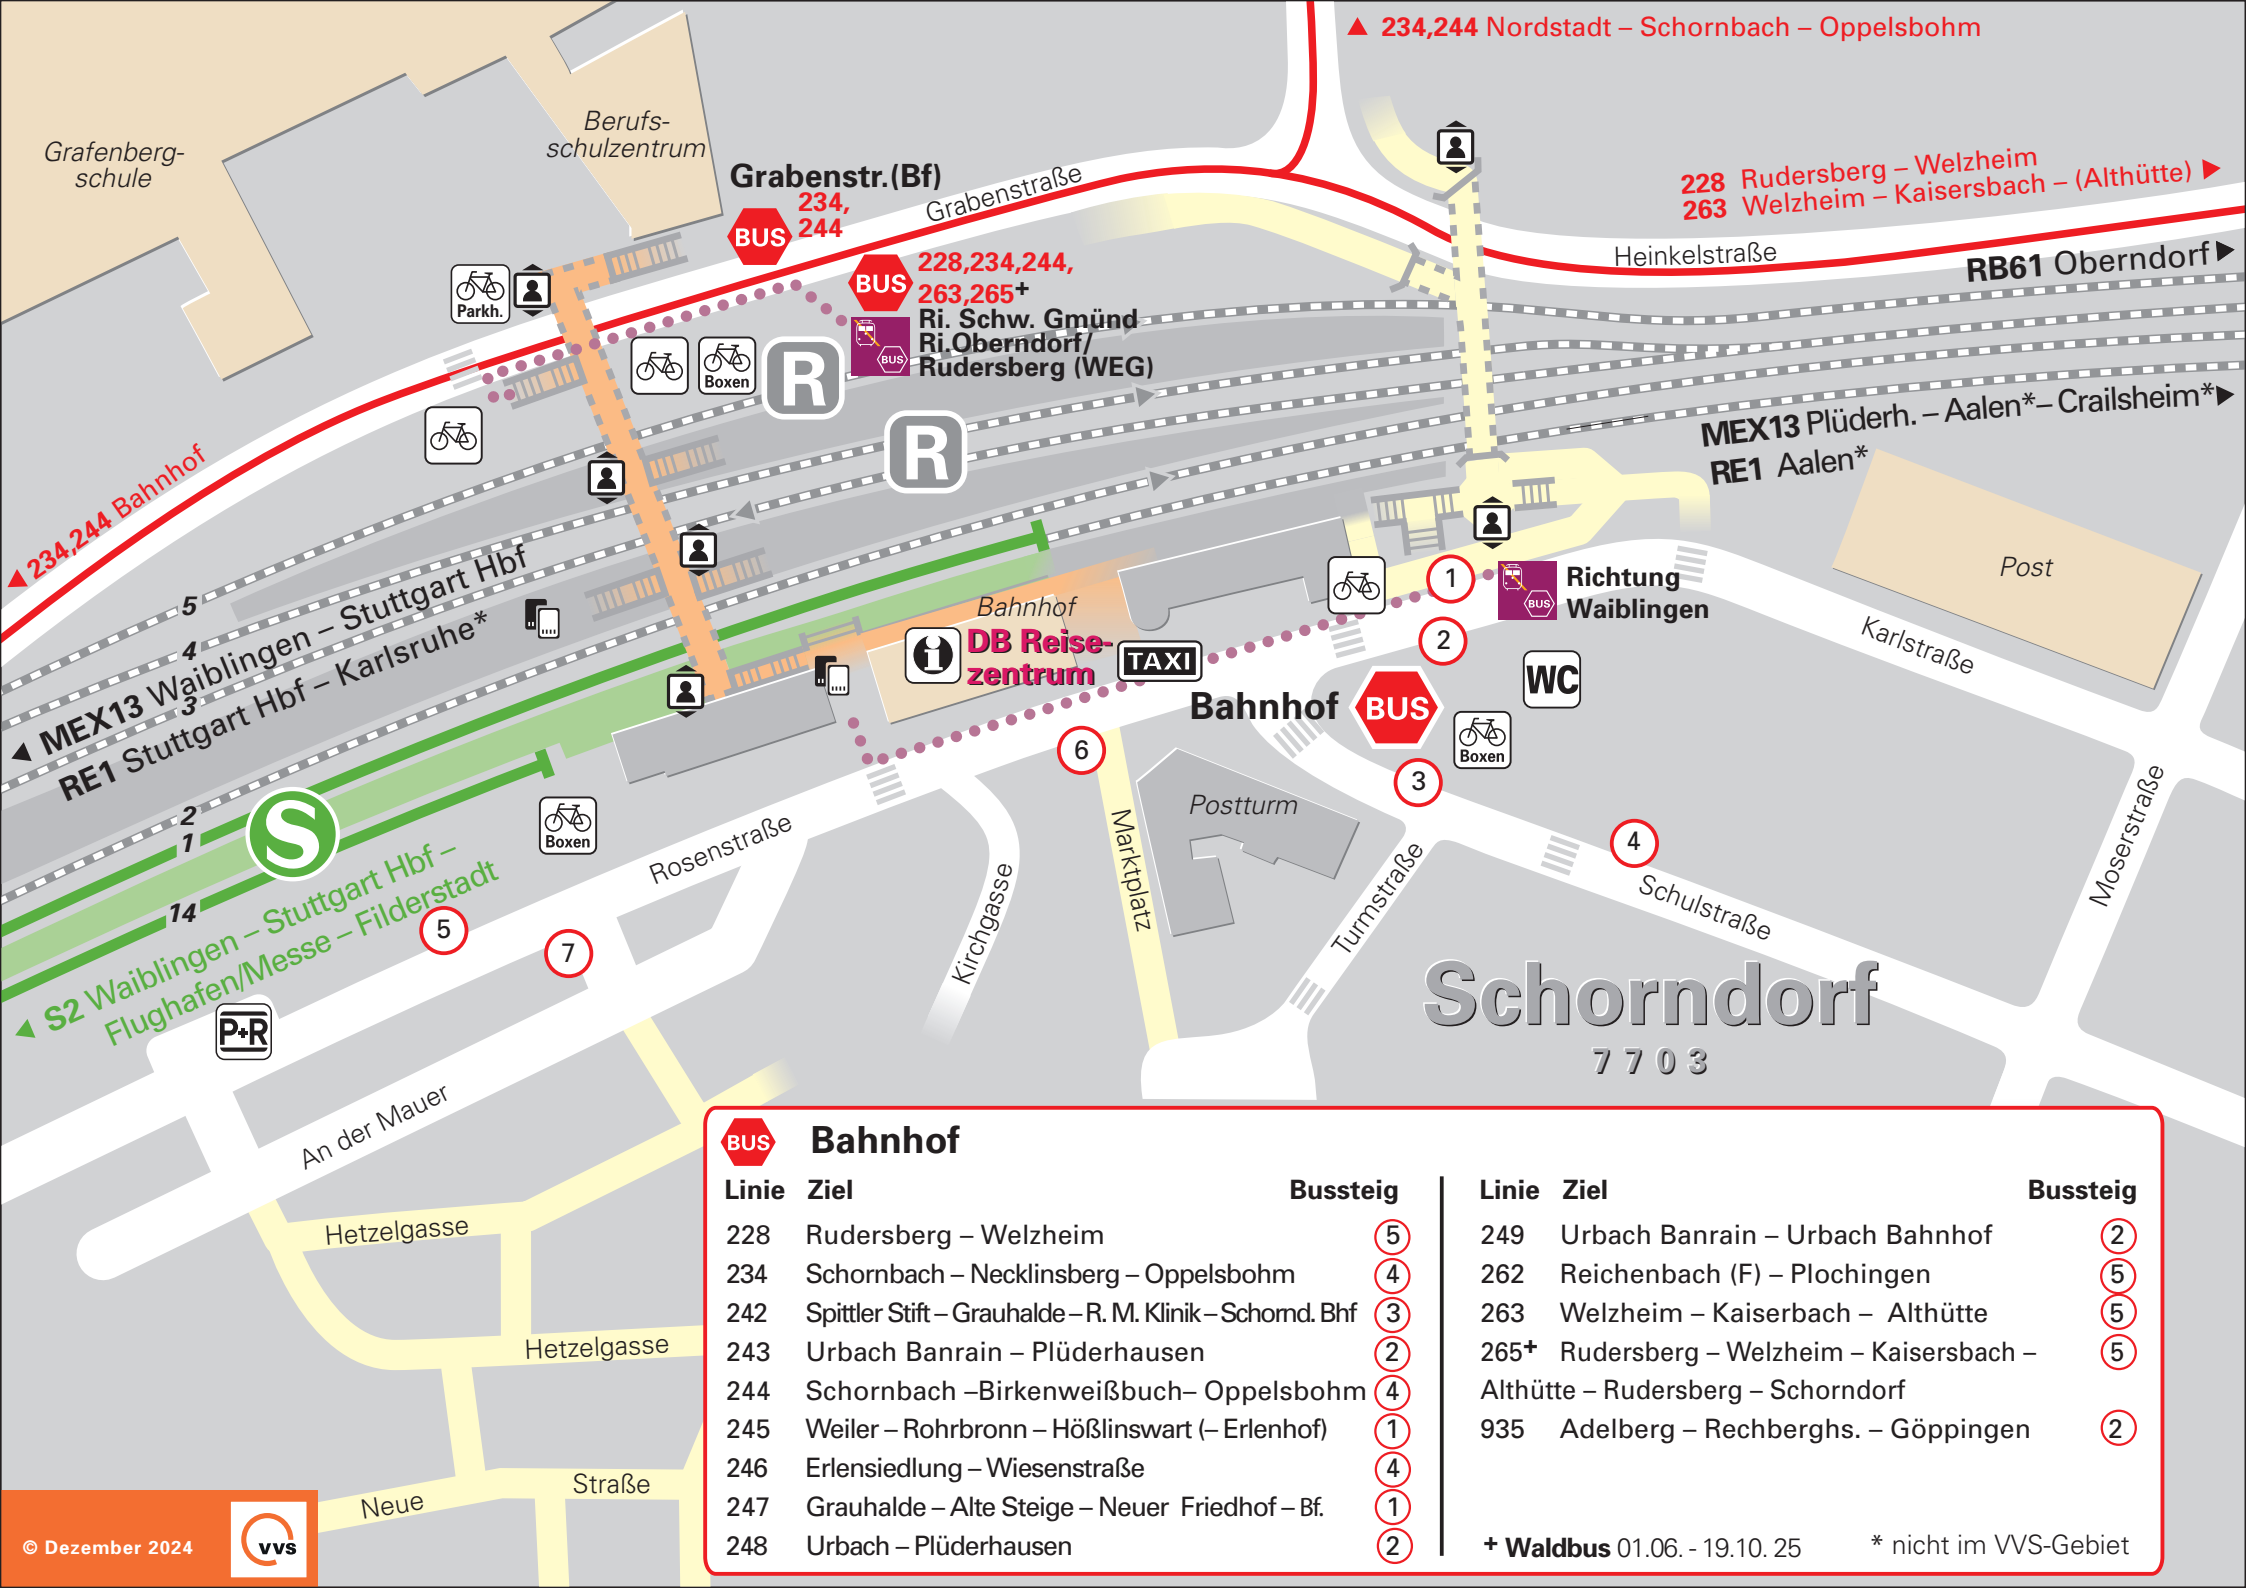 234,244 Nordstadt – Schornbach – Oppelsbohm
Grafenberg-
schule
Berufs-
schulzentrum
Grabenstr.(Bf)
234,
244
BUS
Grabenstraße
228 Rudersberg – Welzheim
263 Welzheim – Kaisersbach – (Althütte)
Heinkelstraße
RB61 Oberndorf
BUS
228,234,244,
263,265+
BUS
Ri. Schw. Gmünd
Ri.Oberndorf/
Rudersberg (WEG)
Parkh.
Boxen
R
R
MEX13 Plüderh. – Aalen*– Crailsheim*
RE1 Aalen*
234,244 Bahnhof
5
4
MEX13 Waiblingen – Stuttgart Hbf
3
RE1 Stuttgart Hbf – Karlsruhe*
2
1
S
14
S2 Waiblingen – Stuttgart Hbf –
Flughafen/Messe – Filderstadt
Bahnhof
i
DB Reise-
zentrum
TAXI
1
BUS
Richtung
Waiblingen
2
WC
Bahnhof
BUS
Boxen
3
4
5
6
7
Post
Karlstraße
Moserstraße
Postturm
Boxen
Rosenstraße
Kirchgasse
Marktplatz
Turmstraße
Schulstraße
P+R
Schorndorf
7703
An der Mauer
Hetzelgasse
Hetzelgasse
Neue Straße
BUS Bahnhof
Linie Ziel Bussteig
228 Rudersberg – Welzheim 5
234 Schornbach – Necklinsberg – Oppelsbohm 4
242 Spittler Stift – Grauhalde – R. M. Klinik – Schornd. Bhf 3
243 Urbach Banrain – Plüderhausen 2
244 Schornbach –Birkenweißbuch– Oppelsbohm 4
245 Weiler – Rohrbronn – Hößlinswart (– Erlenhof) 1
246 Erlensiedlung – Wiesenstraße 4
247 Grauhalde – Alte Steige – Neuer Friedhof – Bf. 1
248 Urbach – Plüderhausen 2
Linie Ziel Bussteig
249 Urbach Banrain – Urbach Bahnhof 2
262 Reichenbach (F) – Plochingen 5
263 Welzheim – Kaiserbach – Althütte 5
265+ Rudersberg – Welzheim – Kaisersbach – 5
Althütte – Rudersberg – Schorndorf
935 Adelberg – Rechberghs. – Göppingen 2
+ Waldbus 01.06. - 19.10. 25
* nicht im VVS-Gebiet
© Dezember 2024
vvs